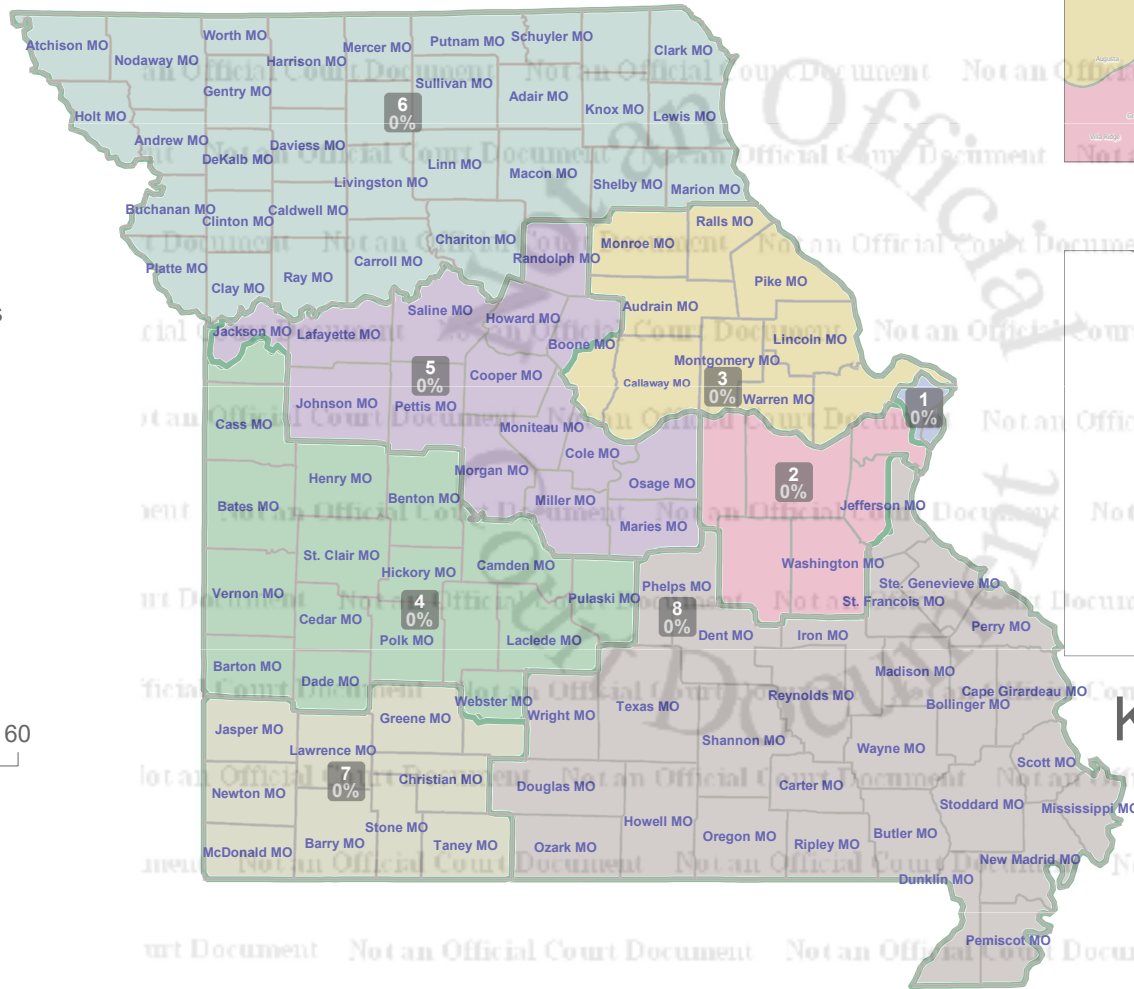 Atchison MO
Nodaway MO
Worth MO
Harrison MO
Mercer MO
Putnam MO
Schuyler MO
Clark MO
Gentry MO
Sullivan MO
Adair MO
Knox MO
Lewis MO
Holt MO
6
0%
Andrew MO
DeKalb MO
Daviess MO
Linn MO
Macon MO
Livingston MO
Shelby MO
Marion MO
Buchanan MO
Clinton MO
Caldwell MO
Chariton MO
Platte MO
Clay MO
Ray MO
Carroll MO
Randolph MO
Monroe MO
Ralls MO
Pike MO
Audrain MO
Lincoln MO
Montgomery MO
Callaway MO
3
0%
Warren MO
1
0%
Jackson MO
Lafayette MO
Saline MO
Howard MO
Boone MO
Cooper MO
5
0%
Johnson MO
Pettis MO
Moniteau MO
Cole MO
Morgan MO
Miller MO
Osage MO
Maries MO
2
0%
Jefferson MO
Washington MO
Cass MO
Henry MO
Benton MO
Bates MO
St. Clair MO
Hickory MO
Camden MO
Vernon MO
Cedar MO
4
0%
Polk MO
Laclede MO
Pulaski MO
Barton MO
Dade MO
Webster MO
Phelps MO
8
0%
Dent MO
Iron MO
Ste. Genevieve MO
St. Francois MO
Perry MO
Madison MO
Cape Girardeau MO
Bollinger MO
Reynolds MO
Texas MO
Wright MO
Shannon MO
Wayne MO
Scott MO
Carter MO
Stoddard MO
Mississippi MO
Douglas MO
Howell MO
Oregon MO
Ripley MO
Butler MO
Ozark MO
New Madrid MO
Dunklin MO
Pemiscot MO
Jasper MO
Lawrence MO
Greene MO
7
0%
Newton MO
Christian MO
Stone MO
McDonald MO
Barry MO
Taney MO
60
Augusta
Not an Official Court Document
Not an Official Court Document